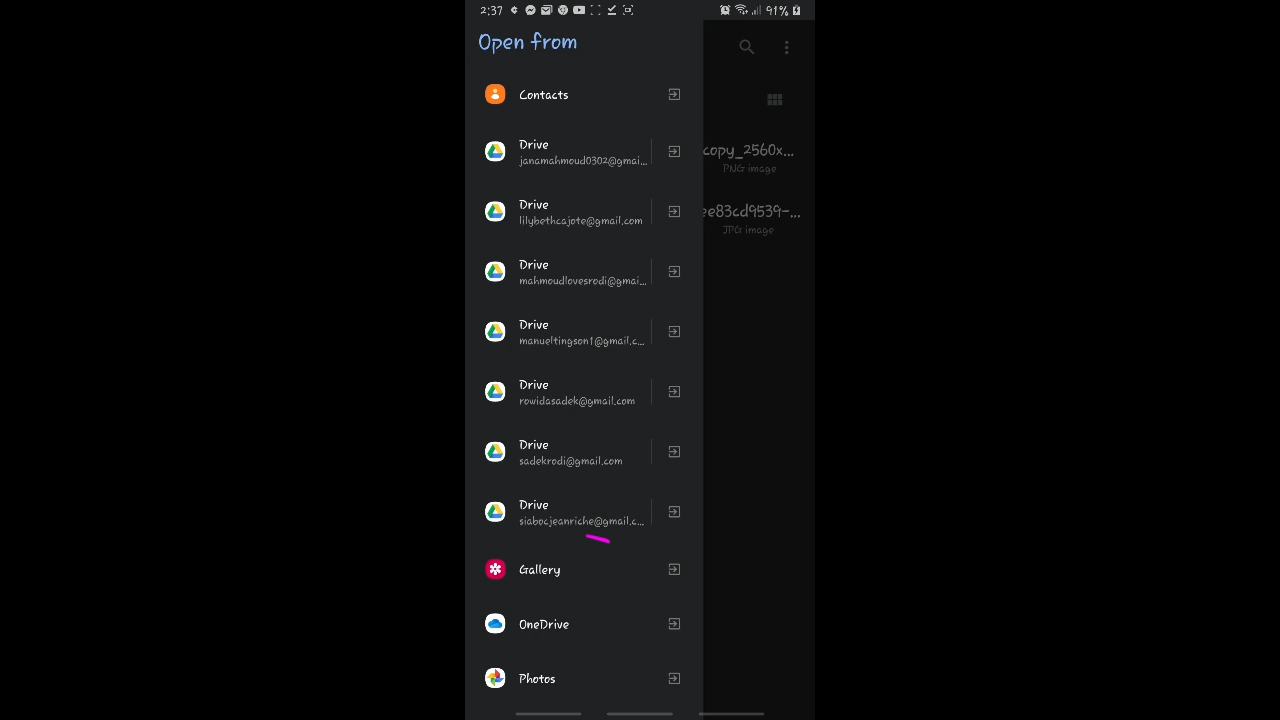 2:37
91%
Open from
Contacts
copy_2560x...
PNG image
Drive
janamahmoud0302@gmai...
Drive
lilybethcajote@gmail.com
ee83cd9539-...
JPG image
Drive
mahmoudlovesrodi@gmai...
Drive
manueltingson1@gmail.c...
Drive
rowidasadek@gmail.com
Drive
sadekrodi@gmail.com
Drive
siabocjeanriche@gmail.c...
Gallery
OneDrive
Photos